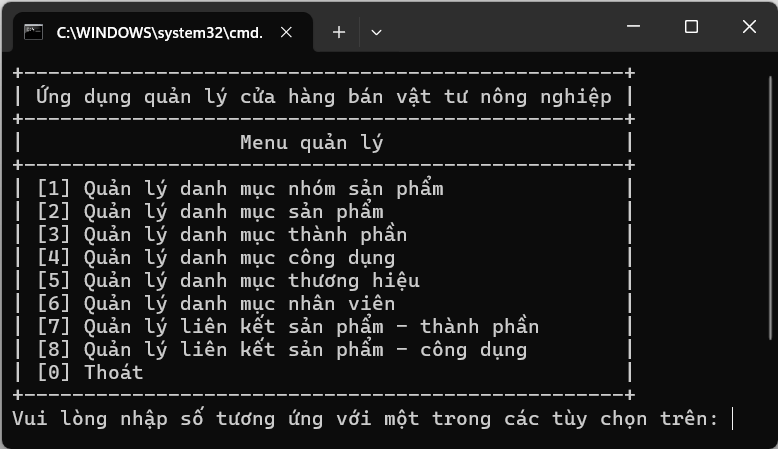 C:\WINDOWS\system32\cmd.
+--------------------------------------------------+
| Ứng dụng quản lý cửa hàng bán vật tư nông nghiệp |
+--------------------------------------------------+
|                  Menu quản lý                    |
+--------------------------------------------------+
| [1] Quản lý danh mục nhóm sản phẩm               |
| [2] Quản lý danh mục sản phẩm                    |
| [3] Quản lý danh mục thành phần                  |
| [4] Quản lý danh mục công dụng                   |
| [5] Quản lý danh mục thương hiệu                 |
| [6] Quản lý danh mục nhân viên                   |
| [7] Quản lý liên kết sản phẩm - thành phần       |
| [8] Quản lý liên kết sản phẩm - công dụng        |
| [0] Thoát                                        |
+--------------------------------------------------+
Vui lòng nhập số tương ứng với một trong các tùy chọn trên: